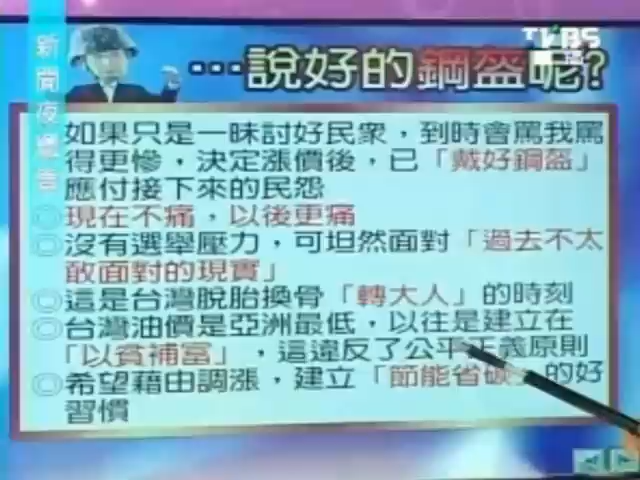 TVBS
新聞夜總會
…說好的鋼盔呢?
如果只是一昧討好民衆，到時會罵我罵
得更慘，決定漲價後，已「戴好鋼盔」
應付接下來的民怨
◎現在不痛，以後更痛
◎沒有選舉壓力，可坦然面對「過去不太
敢面對的現實」
◎這是台灣脫胎換骨「轉大人」的時刻
◎台灣油價是亞洲最低，以往是建立在
「以貧補富」，這違反了公平正義原則
◎希望藉由調漲，建立「節能省碳」的好
習慣